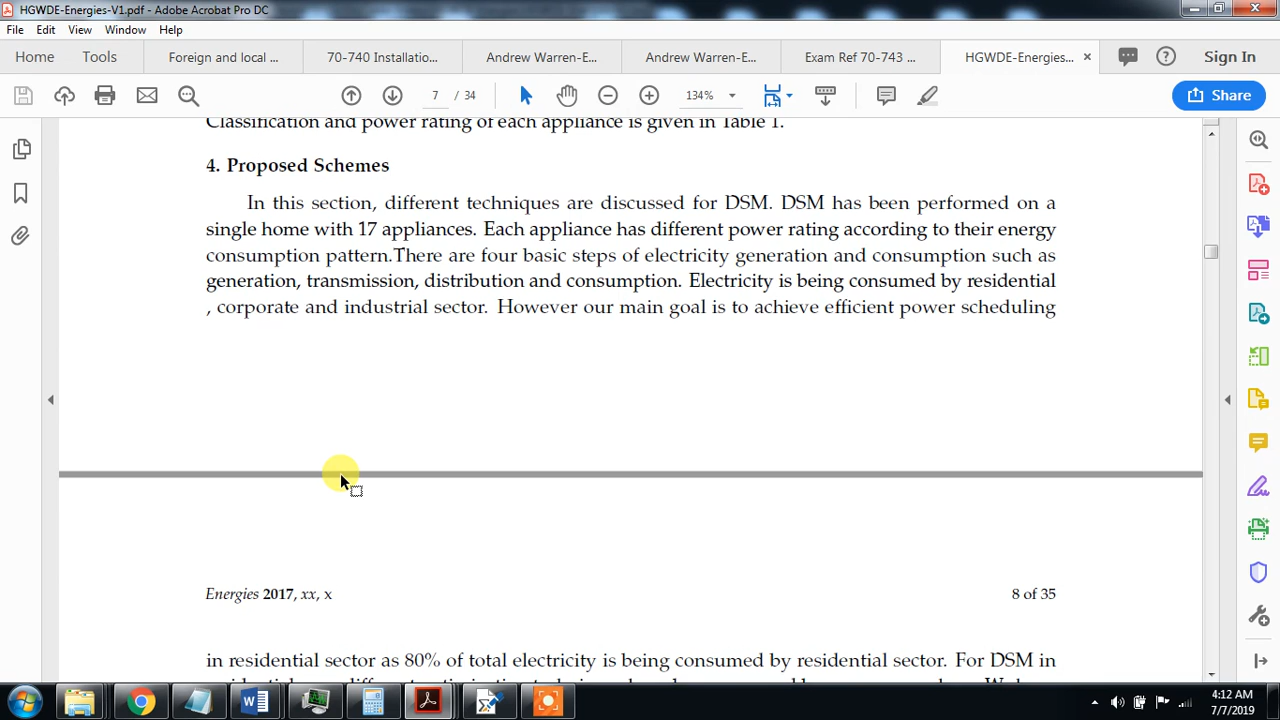 HGWDE-Energies-V1.pdf - Adobe Acrobat Pro DC
File Edit View Window Help
Home Tools Foreign and local ... 70-740 Installatio... Andrew Warren-E... Andrew Warren-E... Exam Ref 70-743 ... HGWDE-Energies... × Sign In
7 / 34 134% Share
Classification and power rating of each appliance is given in Table 1.
4. Proposed Schemes
In this section, different techniques are discussed for DSM. DSM has been performed on a
single home with 17 appliances. Each appliance has different power rating according to their energy
consumption pattern.There are four basic steps of electricity generation and consumption such as
generation, transmission, distribution and consumption. Electricity is being consumed by residential
, corporate and industrial sector. However our main goal is to achieve efficient power scheduling
Energies 2017, xx, x 8 of 35
in residential sector as 80% of total electricity is being consumed by residential sector. For DSM in
4:12 AM
7/7/2019